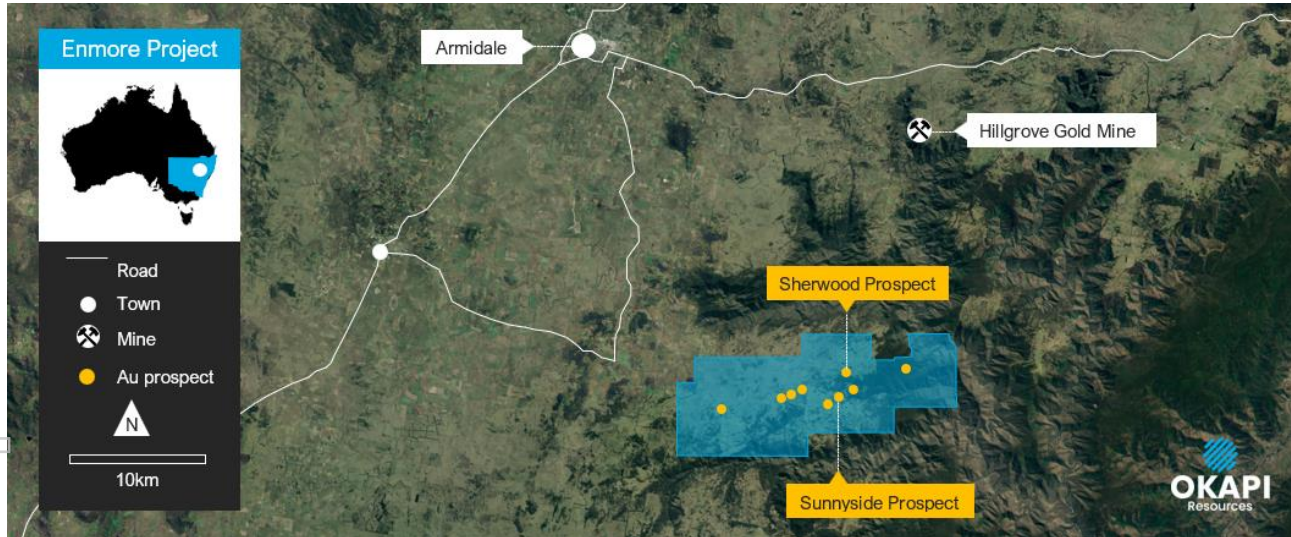 Enmore Project
Road
Town
Mine
Au prospect
N
10km
Armidale
Hillgrove Gold Mine
Sherwood Prospect
Sunnyside Prospect
OKAPI
Resources